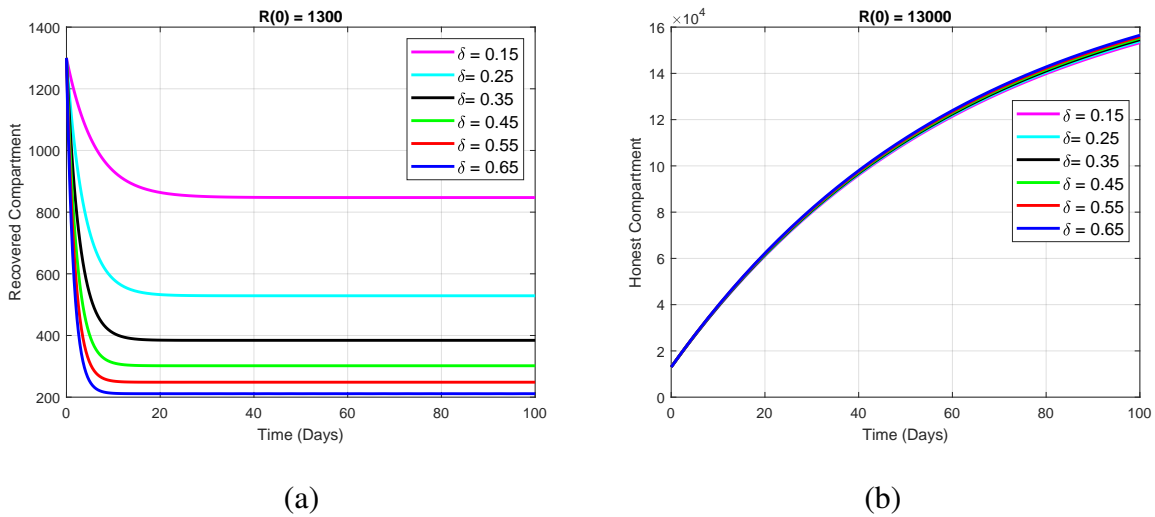 R(0) = 1300
1400
1200
1000
800
600
400
200
Recovered Compartment
δ = 0.15
δ= 0.25
δ = 0.35
δ = 0.45
δ = 0.55
δ = 0.65
0 20 40 60 80 100
Time (Days)
(a)
R(0) = 13000
×10⁴
16
14
12
10
8
6
4
2
0
Honest Compartment
δ = 0.15
δ= 0.25
δ= 0.35
δ = 0.45
δ = 0.55
δ = 0.65
0 20 40 60 80 100
Time (Days)
(b)